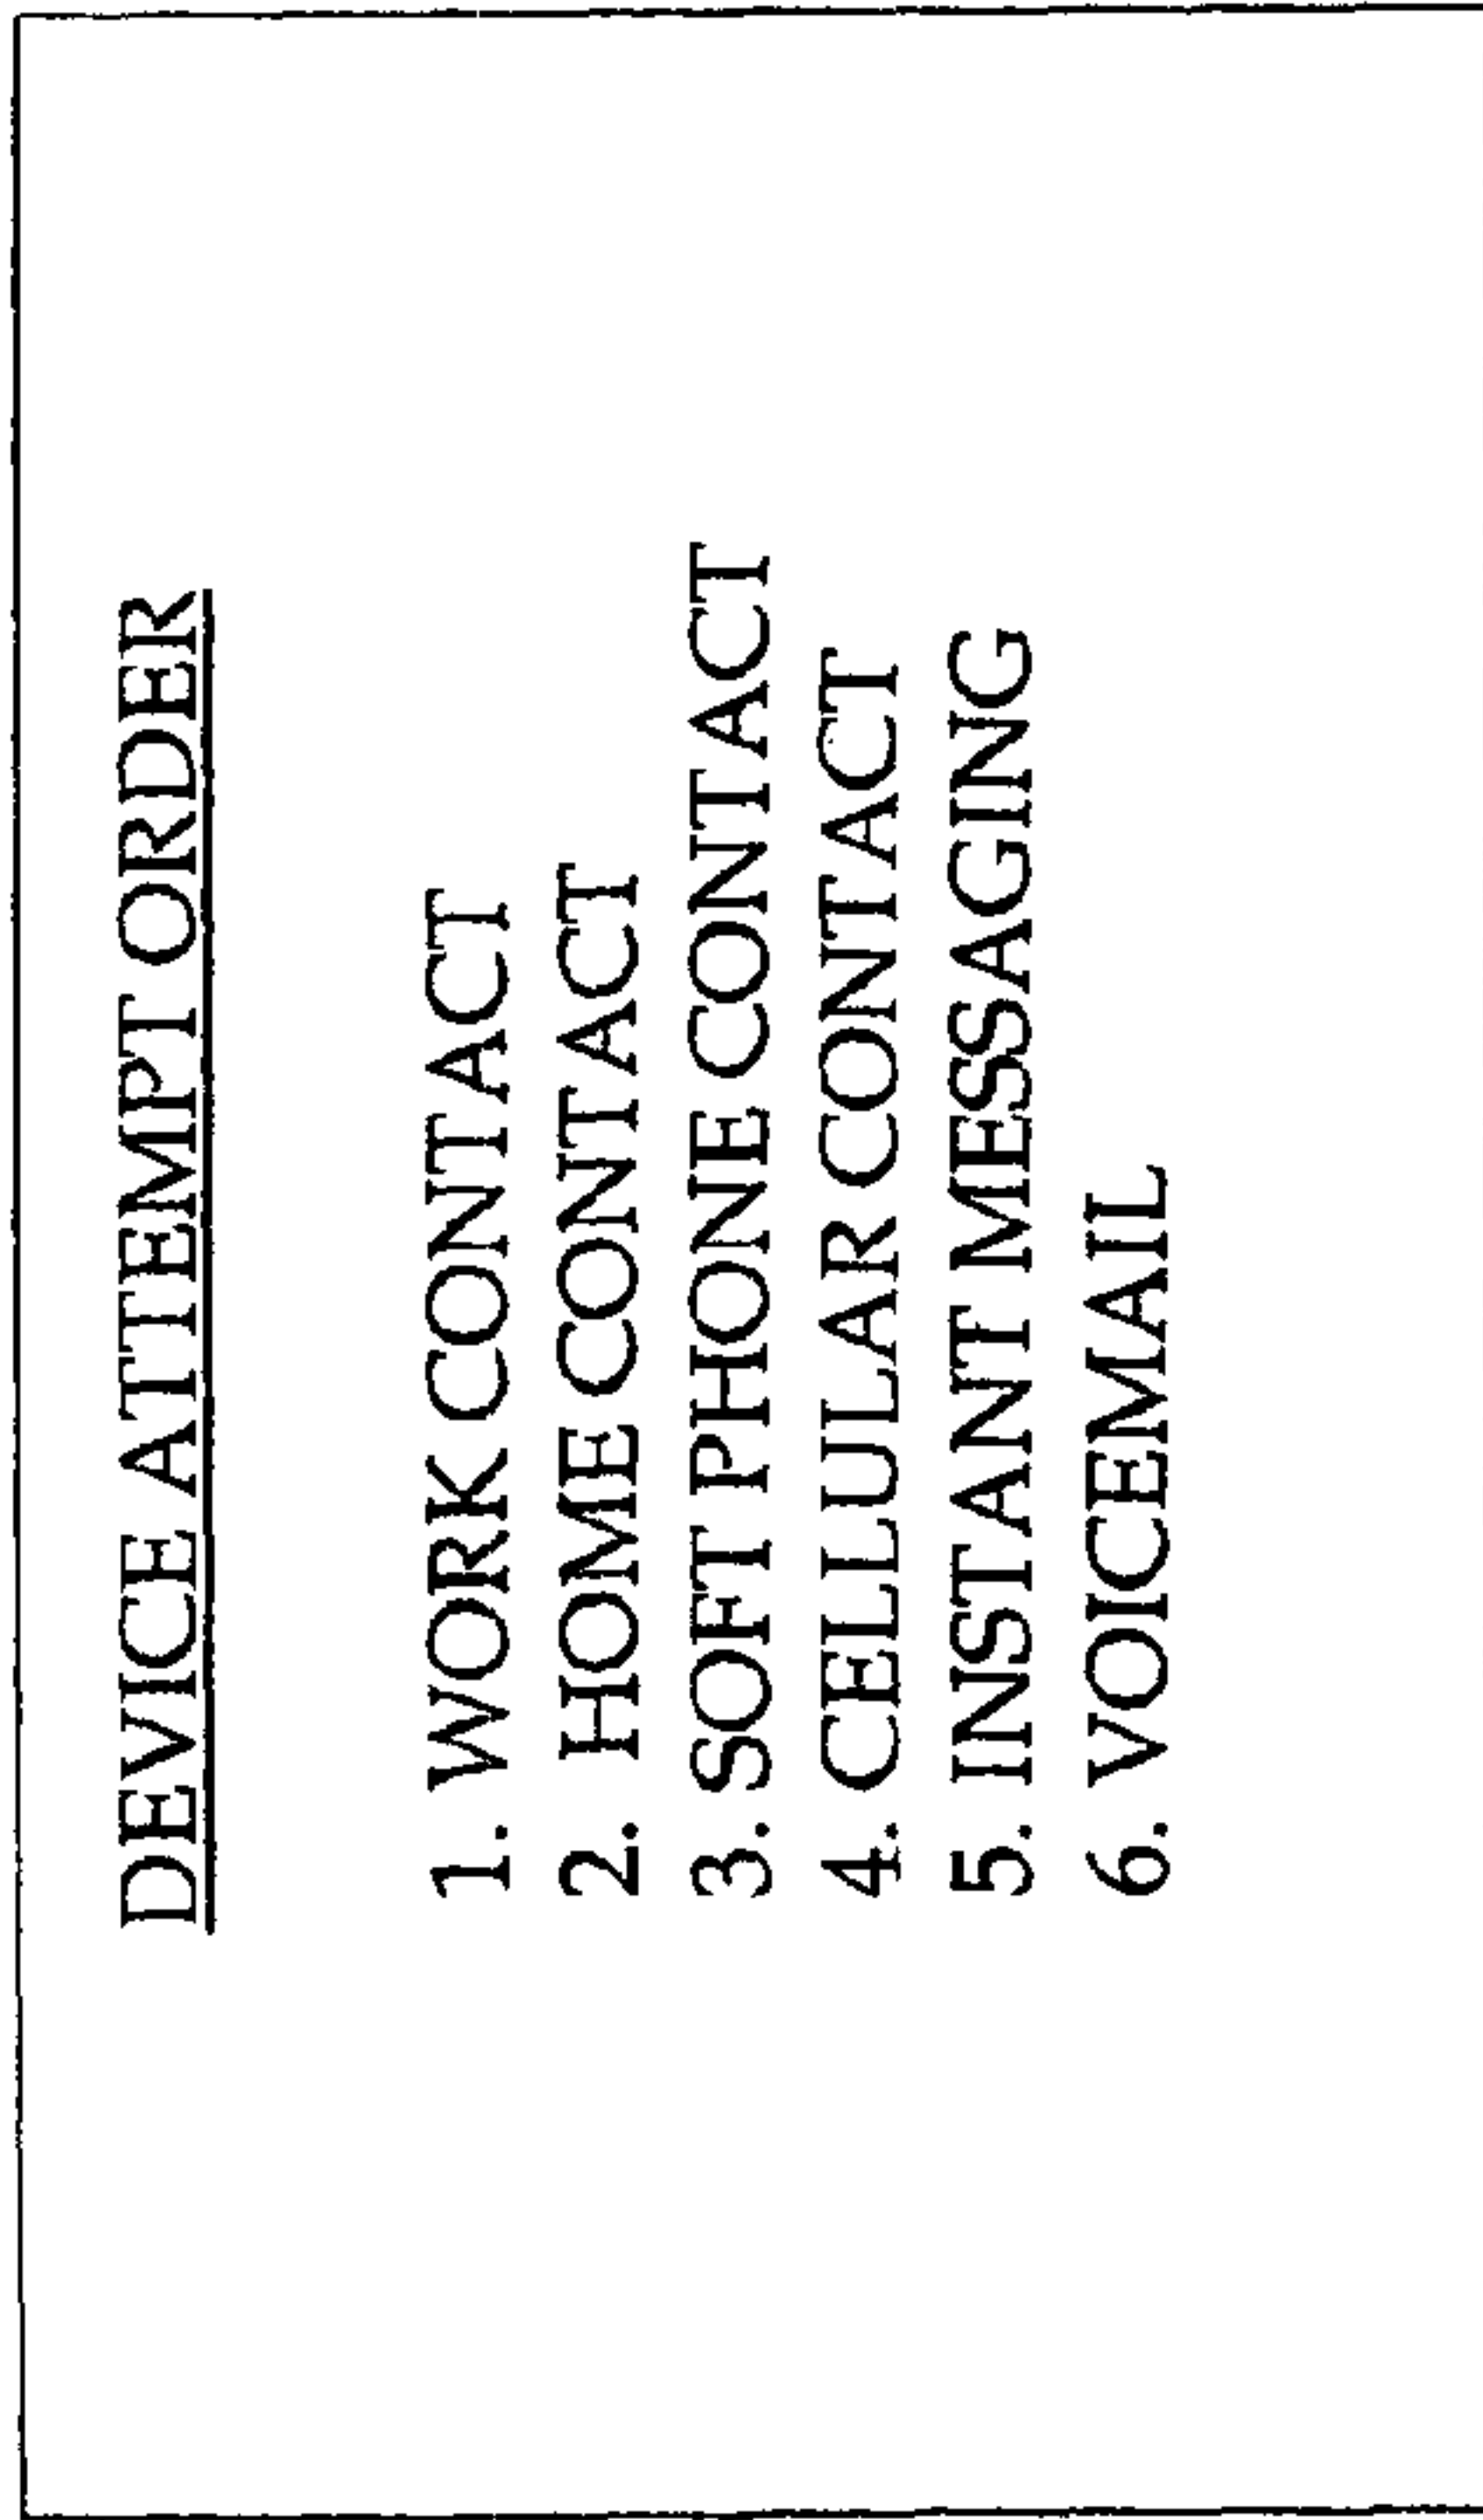 DEVICE ATTEMPT ORDER
1. WORK CONTACT
2. HOME CONTACT
3. SOFT PHONE CONTACT
4. CELLULAR CONTACT
5. INSTANT MESSAGING
6. VOICEMAIL